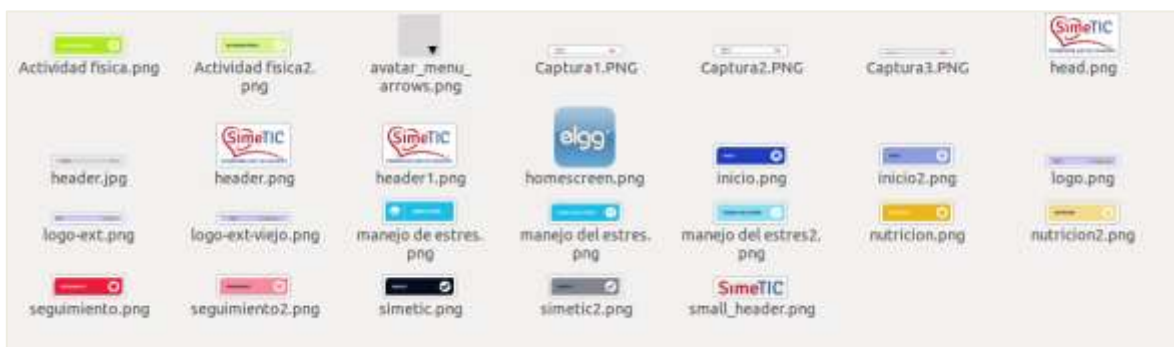 SimeTIC
Actividad fisica.png
Actividad fisica2.
png
avatar_menu_
arrows.png
Captura1.PNG
Captura2.PNG
Captura3.PNG
head.png
SimeTIC
SimeTIC
elgg
header.jpg
header.png
header1.png
homescreen.png
inicio.png
inicio2.png
logo.png
logo-ext.png
logo-ext-viejo.png
manejo de estres.
png
manejo del estres.
png
manejo del estres2.
png
nutricion.png
nutricion2.png
SimeTIC
seguimiento.png
seguimiento2.png
simetic.png
simetic2.png
small_header.png